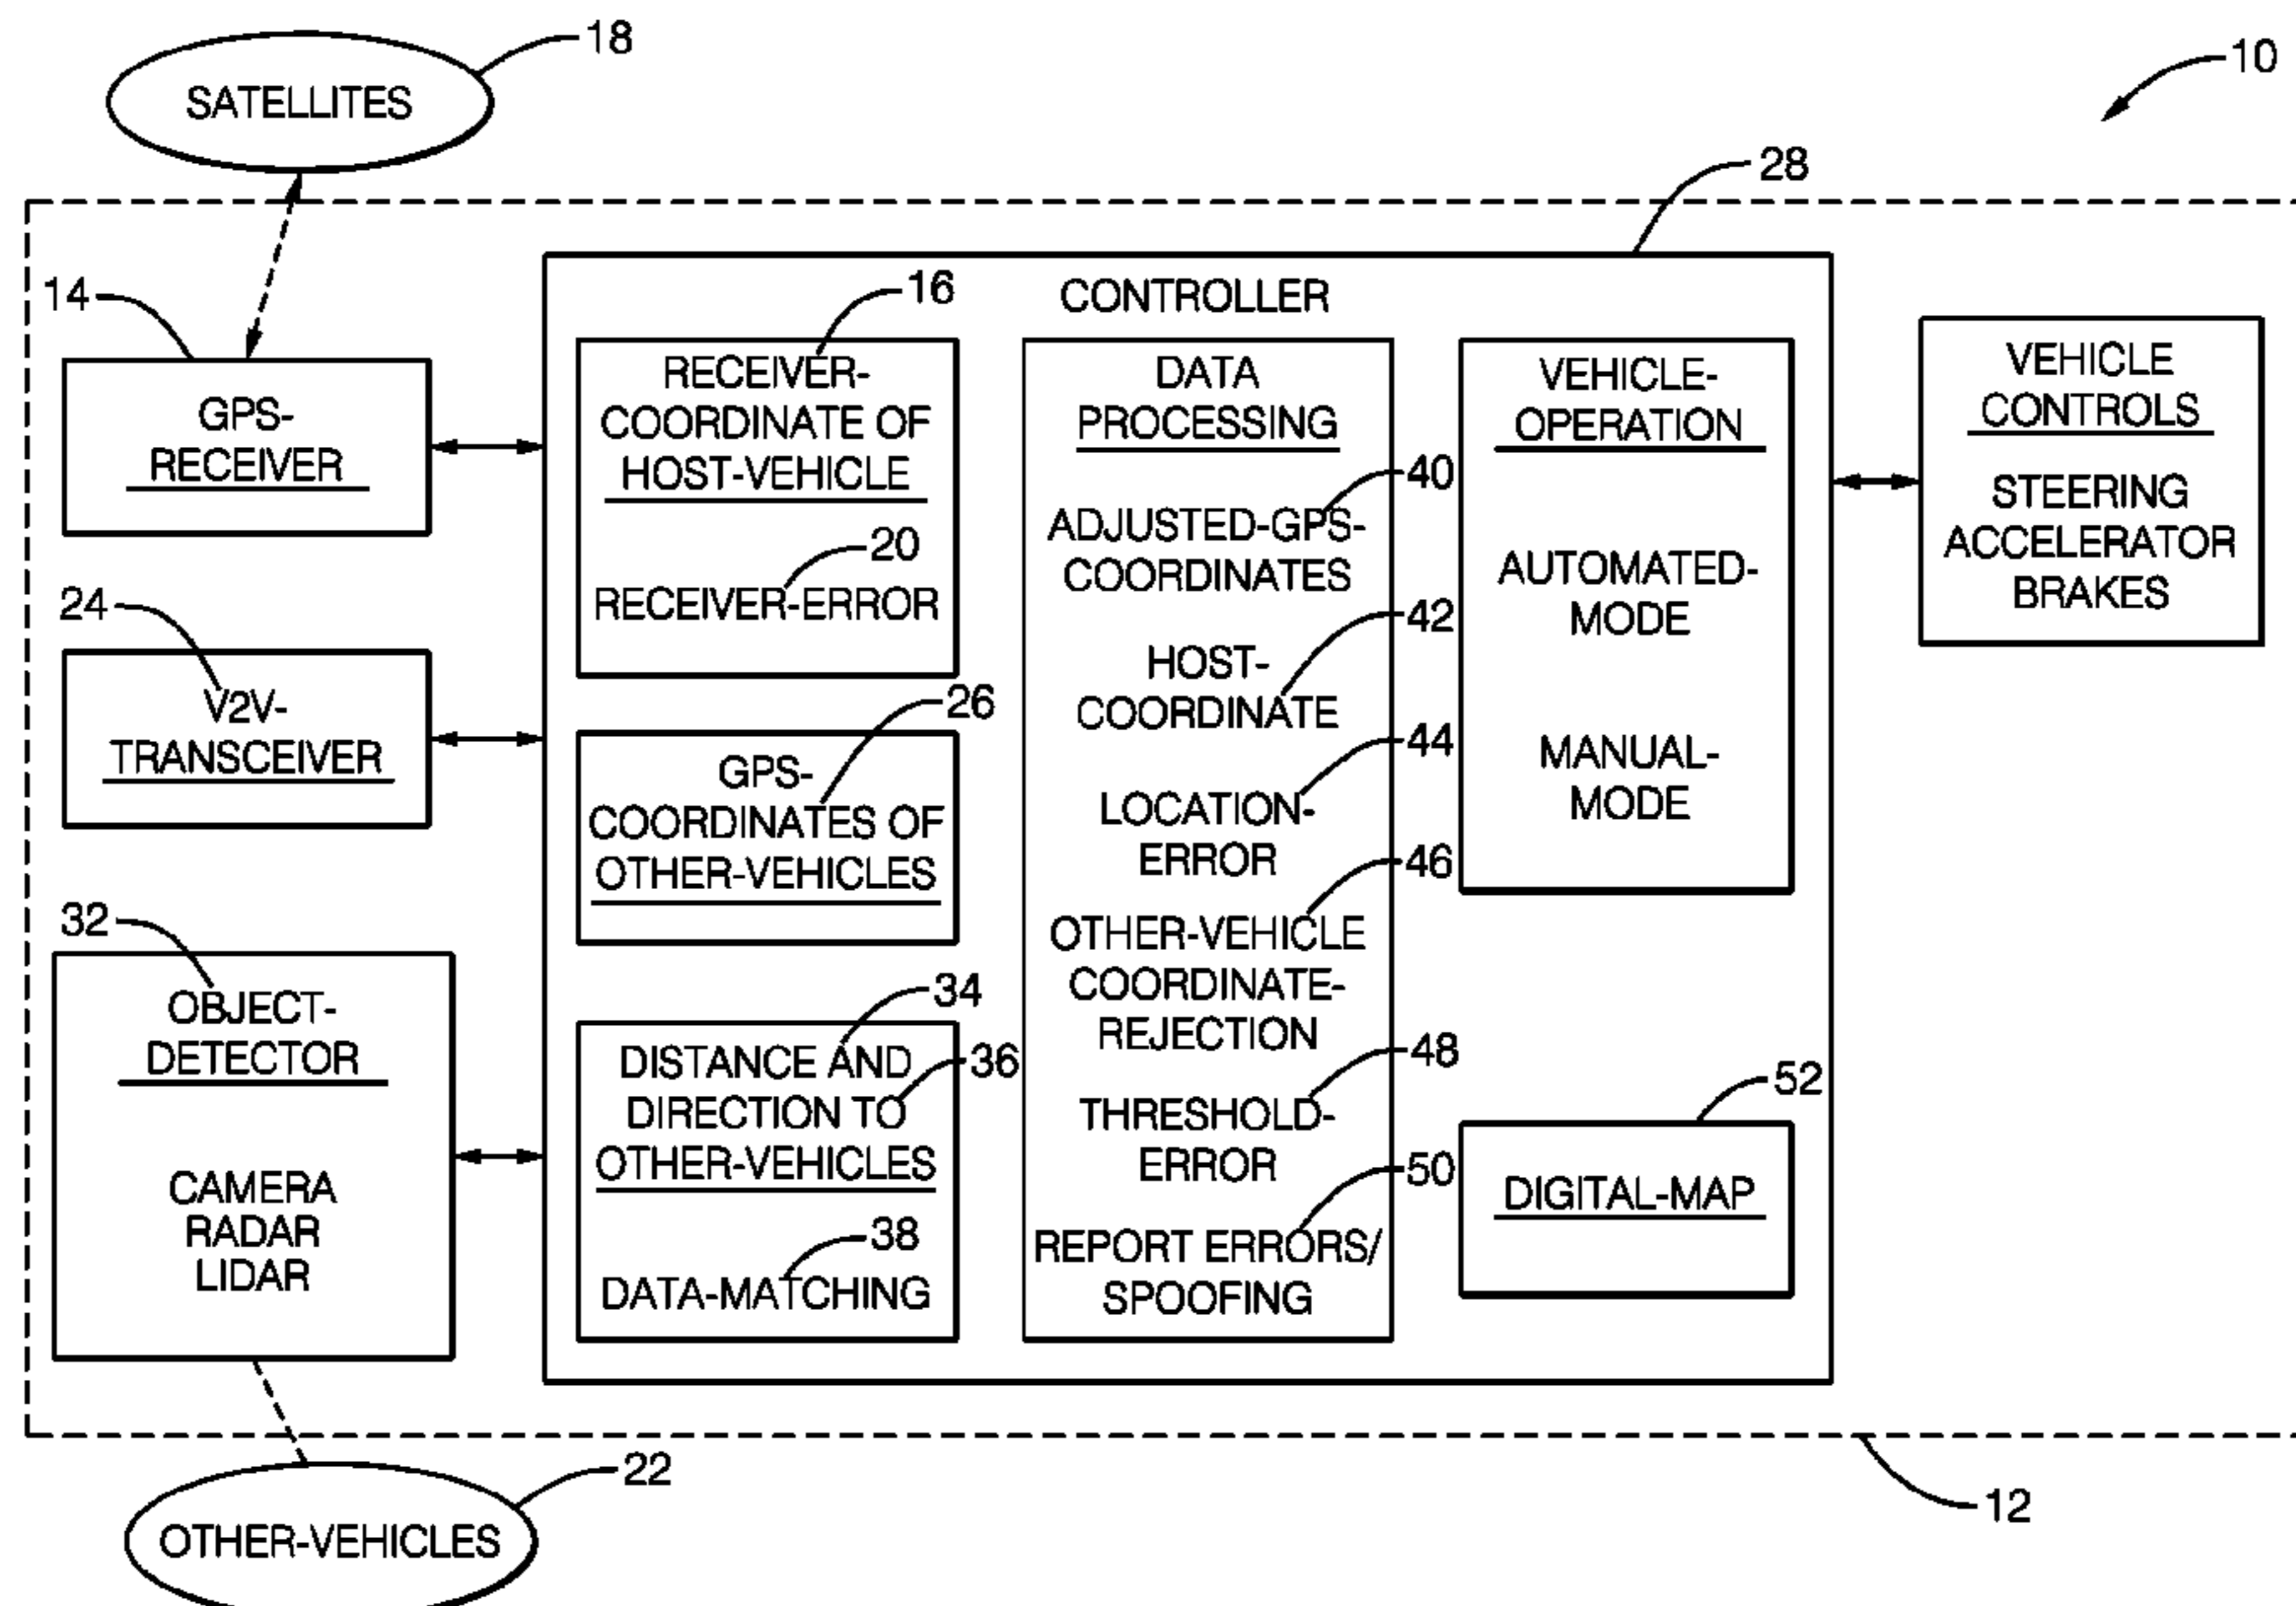 18
SATELLITES
10
28
14
GPS-
RECEIVER
24
V2V-
TRANSCEIVER
32
OBJECT-
DETECTOR
CAMERA
RADAR
LIDAR
22
OTHER-VEHICLES
CONTROLLER
16
RECEIVER-
COORDINATE OF
HOST-VEHICLE
20
RECEIVER-ERROR
26
GPS-
COORDINATES OF
OTHER-VEHICLES
34
DISTANCE AND
36
DIRECTION TO
OTHER-VEHICLES
38
DATA-MATCHING
DATA
PROCESSING
40
ADJUSTED-GPS-
COORDINATES
42
HOST-
COORDINATE
44
LOCATION-
ERROR
46
OTHER-VEHICLE
COORDINATE-
REJECTION
48
THRESHOLD-
ERROR
50
REPORT ERRORS/
SPOOFING
VEHICLE-
OPERATION
AUTOMATED-
MODE
MANUAL-
MODE
52
DIGITAL-MAP
VEHICLE
CONTROLS
STEERING
ACCELERATOR
BRAKES
12